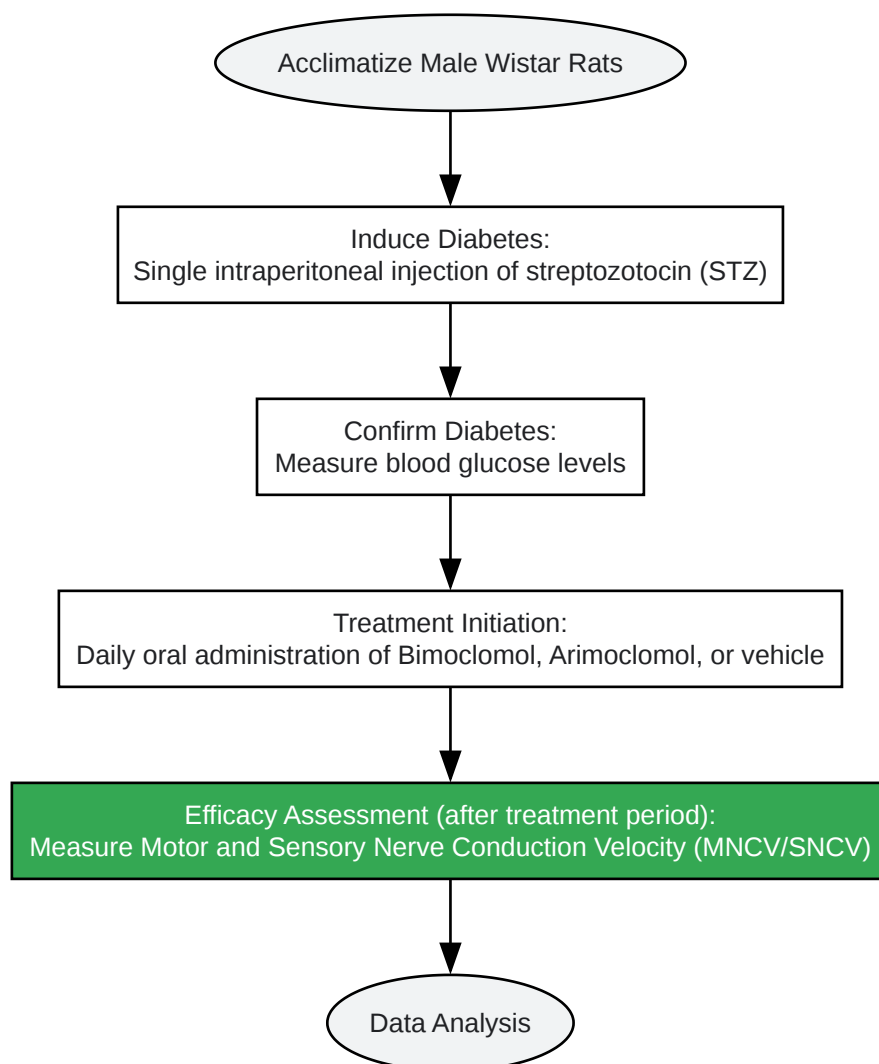 Acclimatize Male Wistar Rats
Induce Diabetes:
Single intraperitoneal injection of streptozotocin (STZ)
Confirm Diabetes:
Measure blood glucose levels
Treatment Initiation:
Daily oral administration of Bimoclomol, Arimoclomol, or vehicle
Efficacy Assessment (after treatment period):
Measure Motor and Sensory Nerve Conduction Velocity (MNCV/SNCV)
Data Analysis